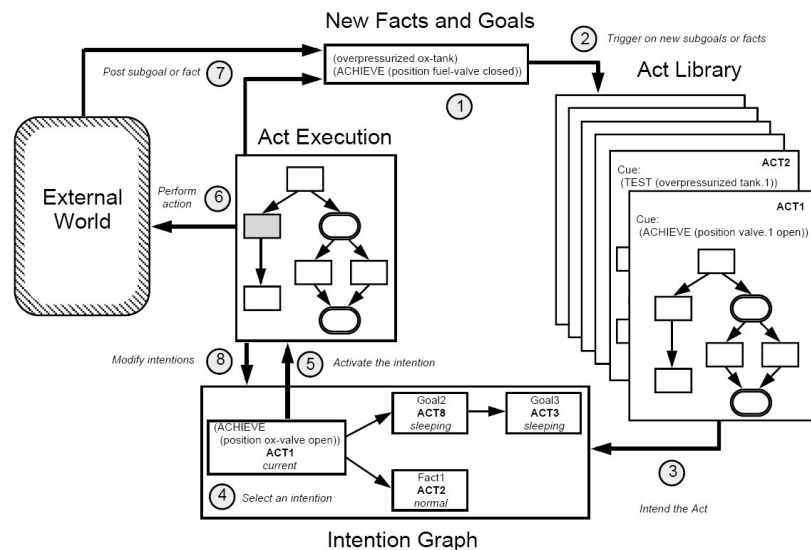 New Facts and Goals
2
Trigger on new subgoals or facts
(overpressurized ox-tank)
(ACHIEVE (position fuel-valve closed))
Post subgoal or fact
7
1
Act Library
Act Execution
ACT2
Cue:
(TEST (overpressurized tank.1))
ACT1
Cue:
(ACHIEVE (position valve.1 open))
External
World
Perform
action
6
Modify intentions
8
5
Activate the intention
(ACHIEVE
(position ox-valve open))
ACT1
current
Goal2
ACT8
sleeping
Goal3
ACT3
sleeping
Fact1
ACT2
normal
4
Select an intention
3
Intend the Act
Intention Graph